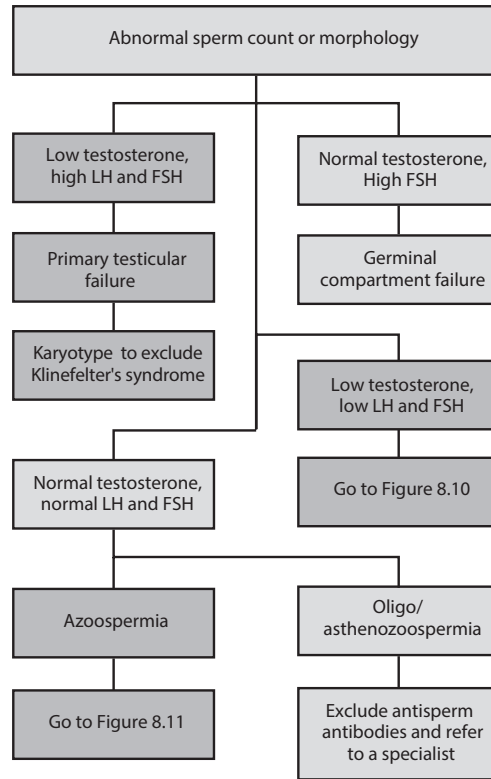 Abnormal sperm count or morphology
Low testosterone,
high LH and FSH
Normal testosterone,
High FSH
Primary testicular
failure
Germinal
compartment failure
Karyotype to exclude
Klinefelter's syndrome
Low testosterone,
low LH and FSH
Normal testosterone,
normal LH and FSH
Go to Figure 8.10
Azoospermia
Oligo/
asthenozoospermia
Go to Figure 8.11
Exclude antisperm
antibodies and refer
to a specialist